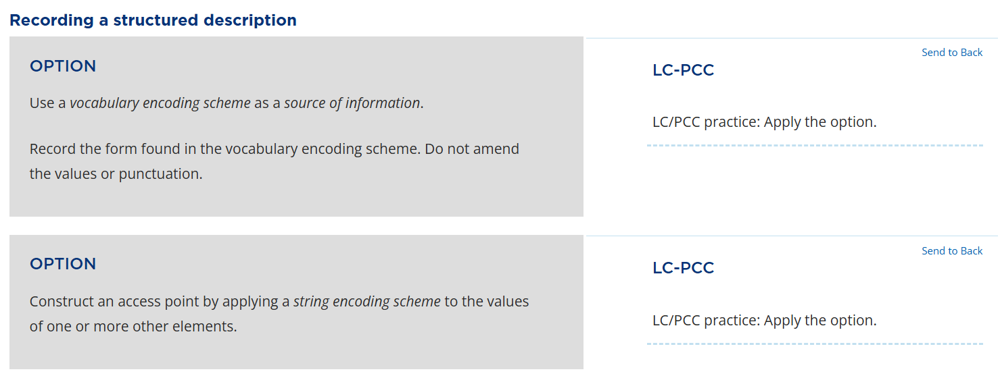 Recording a structured description
OPTION
Use a vocabulary encoding scheme as a source of information.
Record the form found in the vocabulary encoding scheme. Do not amend
the values or punctuation.
Send to Back
LC-PCC
LC/PCC practice: Apply the option.
OPTION
Construct an access point by applying a string encoding scheme to the values
of one or more other elements.
Send to Back
LC-PCC
LC/PCC practice: Apply the option.